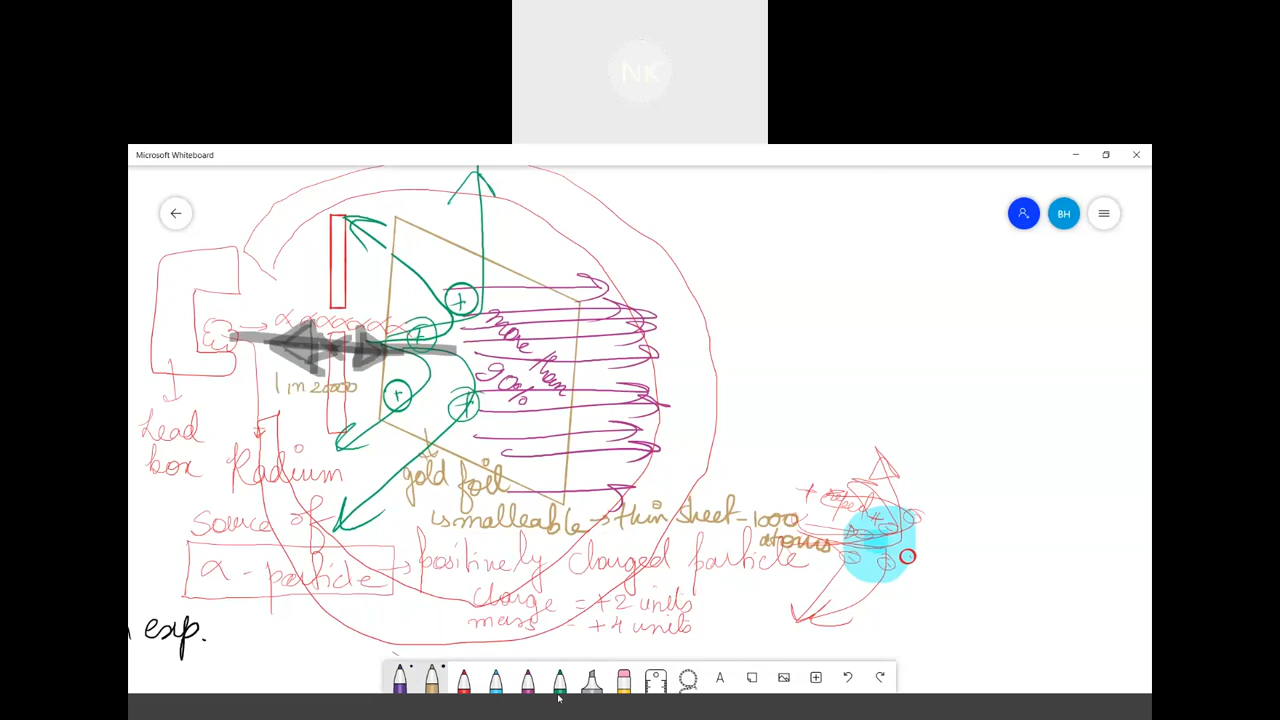 NK
Microsoft Whiteboard
BH
+
α α α α α α α
+
more than
90%
1 in 20000
+
+
Lead
box
Radium
gold foil
is malleable → thin sheet - 1000
atoms
Source of
α - particle → positively charged particle
charge = +2 units
mass = +4 units
exp.
A